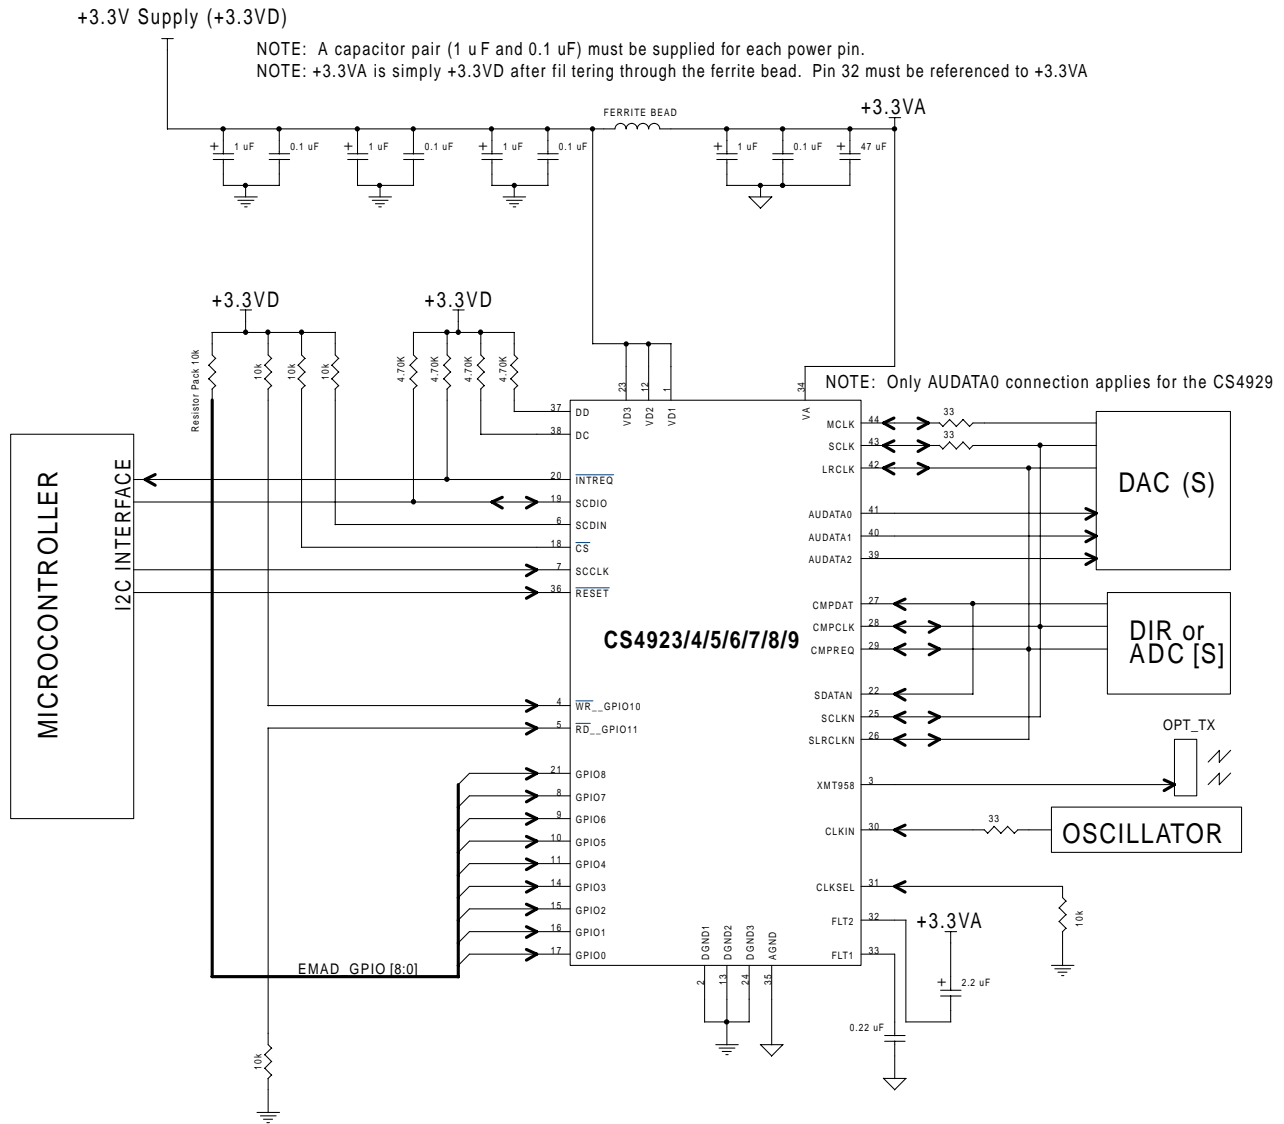 +3.3V Supply (+3.3VD)
NOTE: A capacitor pair (1 u F and 0.1 uF) must be supplied for each power pin.
NOTE: +3.3VA is simply +3.3VD after fil tering through the ferrite bead. Pin 32 must be referenced to +3.3VA
FERRITE BEAD
+3.3VA
+ 1 uF
0.1 uF
+ 1 uF
0.1 uF
+ 1 uF
0.1 uF
+ 1 uF
0.1 uF
+ 47 uF
+3.3VD
+3.3VD
Resistor Pack 10k
10k
10k
10k
4.70K
4.70K
4.70K
4.70K
23
12
1
34
VD3
VD2
VD1
VA
NOTE: Only AUDATA0 connection applies for the CS4929
MICROCONTROLLER
I2C INTERFACE
37 DD
38 DC
20 INTREQ
19 SCDIO
6 SCDIN
18 CS
7 SCCLK
36 RESET
4 WR__GPIO10
5 RD__GPIO11
21 GPIO8
8 GPIO7
9 GPIO6
10 GPIO5
11 GPIO4
14 GPIO3
15 GPIO2
16 GPIO1
17 GPIO0
EMAD_GPIO [8:0]
10k
CS4923/4/5/6/7/8/9
MCLK 44
33
SCLK 43
33
LRCLK 42
AUDATA0 41
AUDATA1 40
AUDATA2 39
DAC (S)
CMPDAT 27
CMPCLK 28
CMPREQ 29
DIR or
ADC [S]
SDATAN 22
SCLKN 25
SLRCLKN 26
OPT_TX
XMT958 3
CLKIN 30
33
OSCILLATOR
CLKSEL 31
10k
FLT2 32
+3.3VA
FLT1 33
+ 2.2 uF
0.22 uF
DGND1
DGND2
DGND3
AGND
2
13
24
35